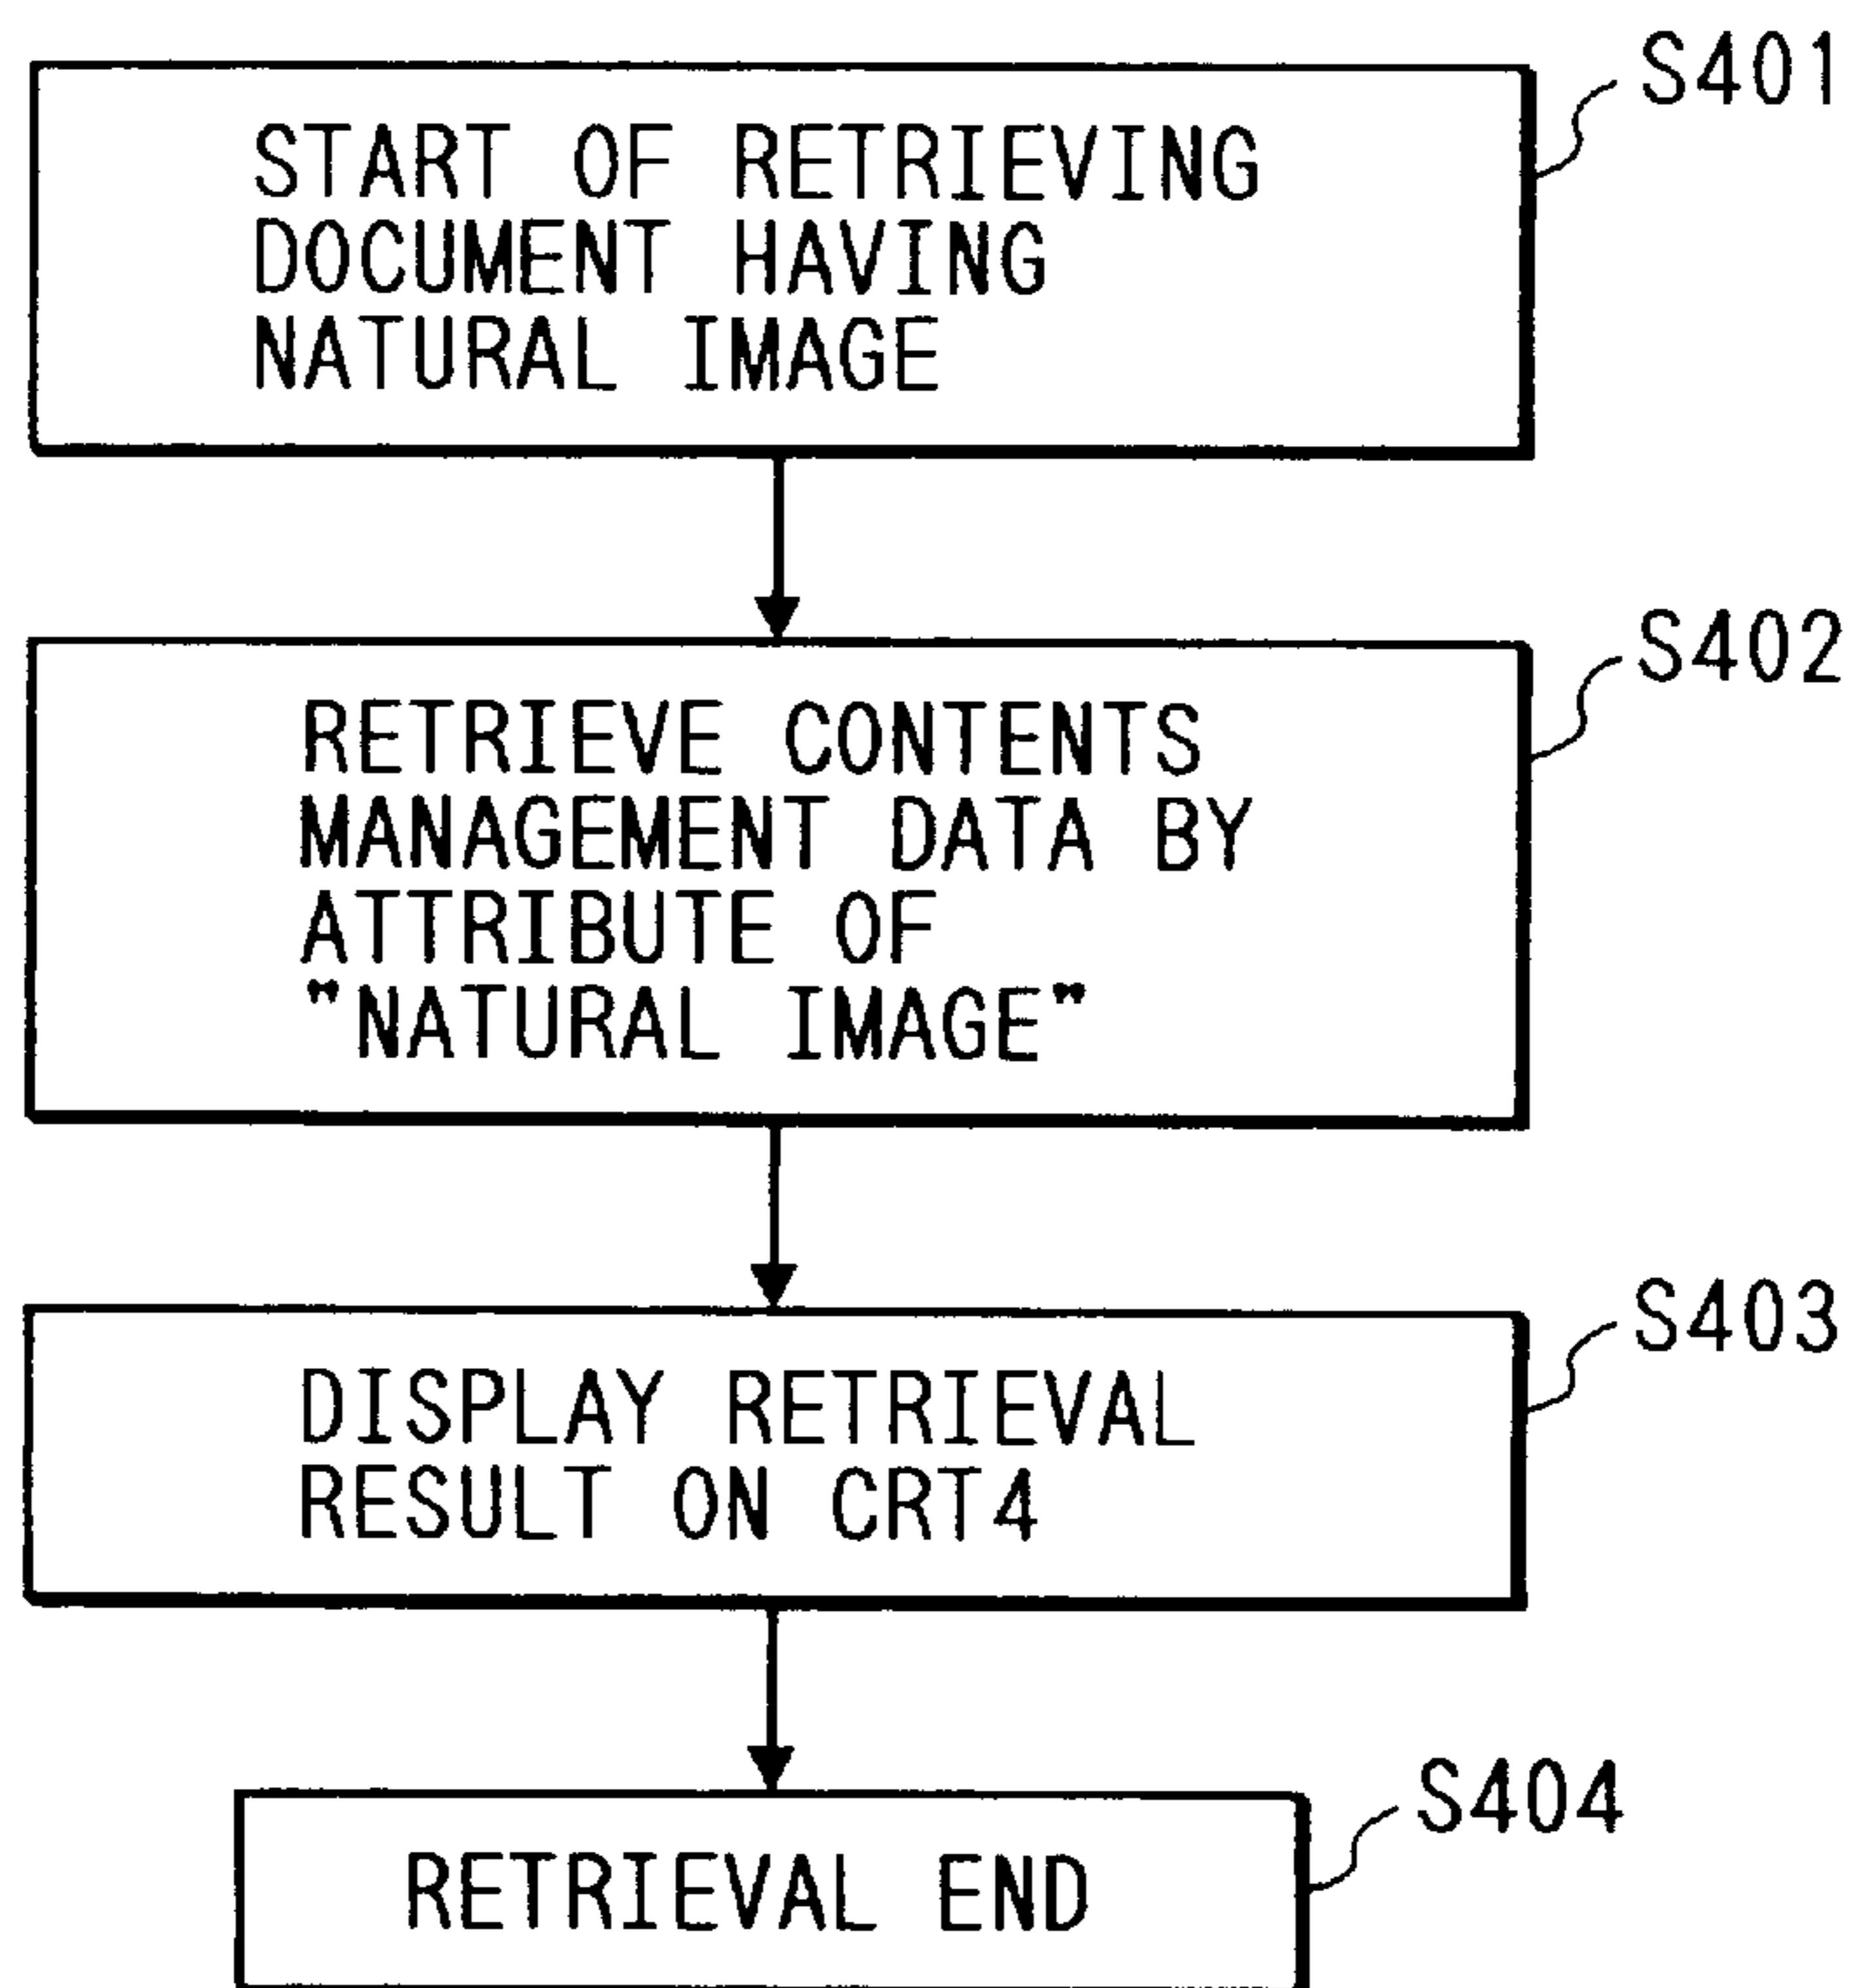 S401
START OF RETRIEVING
DOCUMENT HAVING
NATURAL IMAGE
S402
RETRIEVE CONTENTS
MANAGEMENT DATA BY
ATTRIBUTE OF
"NATURAL IMAGE"
S403
DISPLAY RETRIEVAL
RESULT ON CRT4
S404
RETRIEVAL END